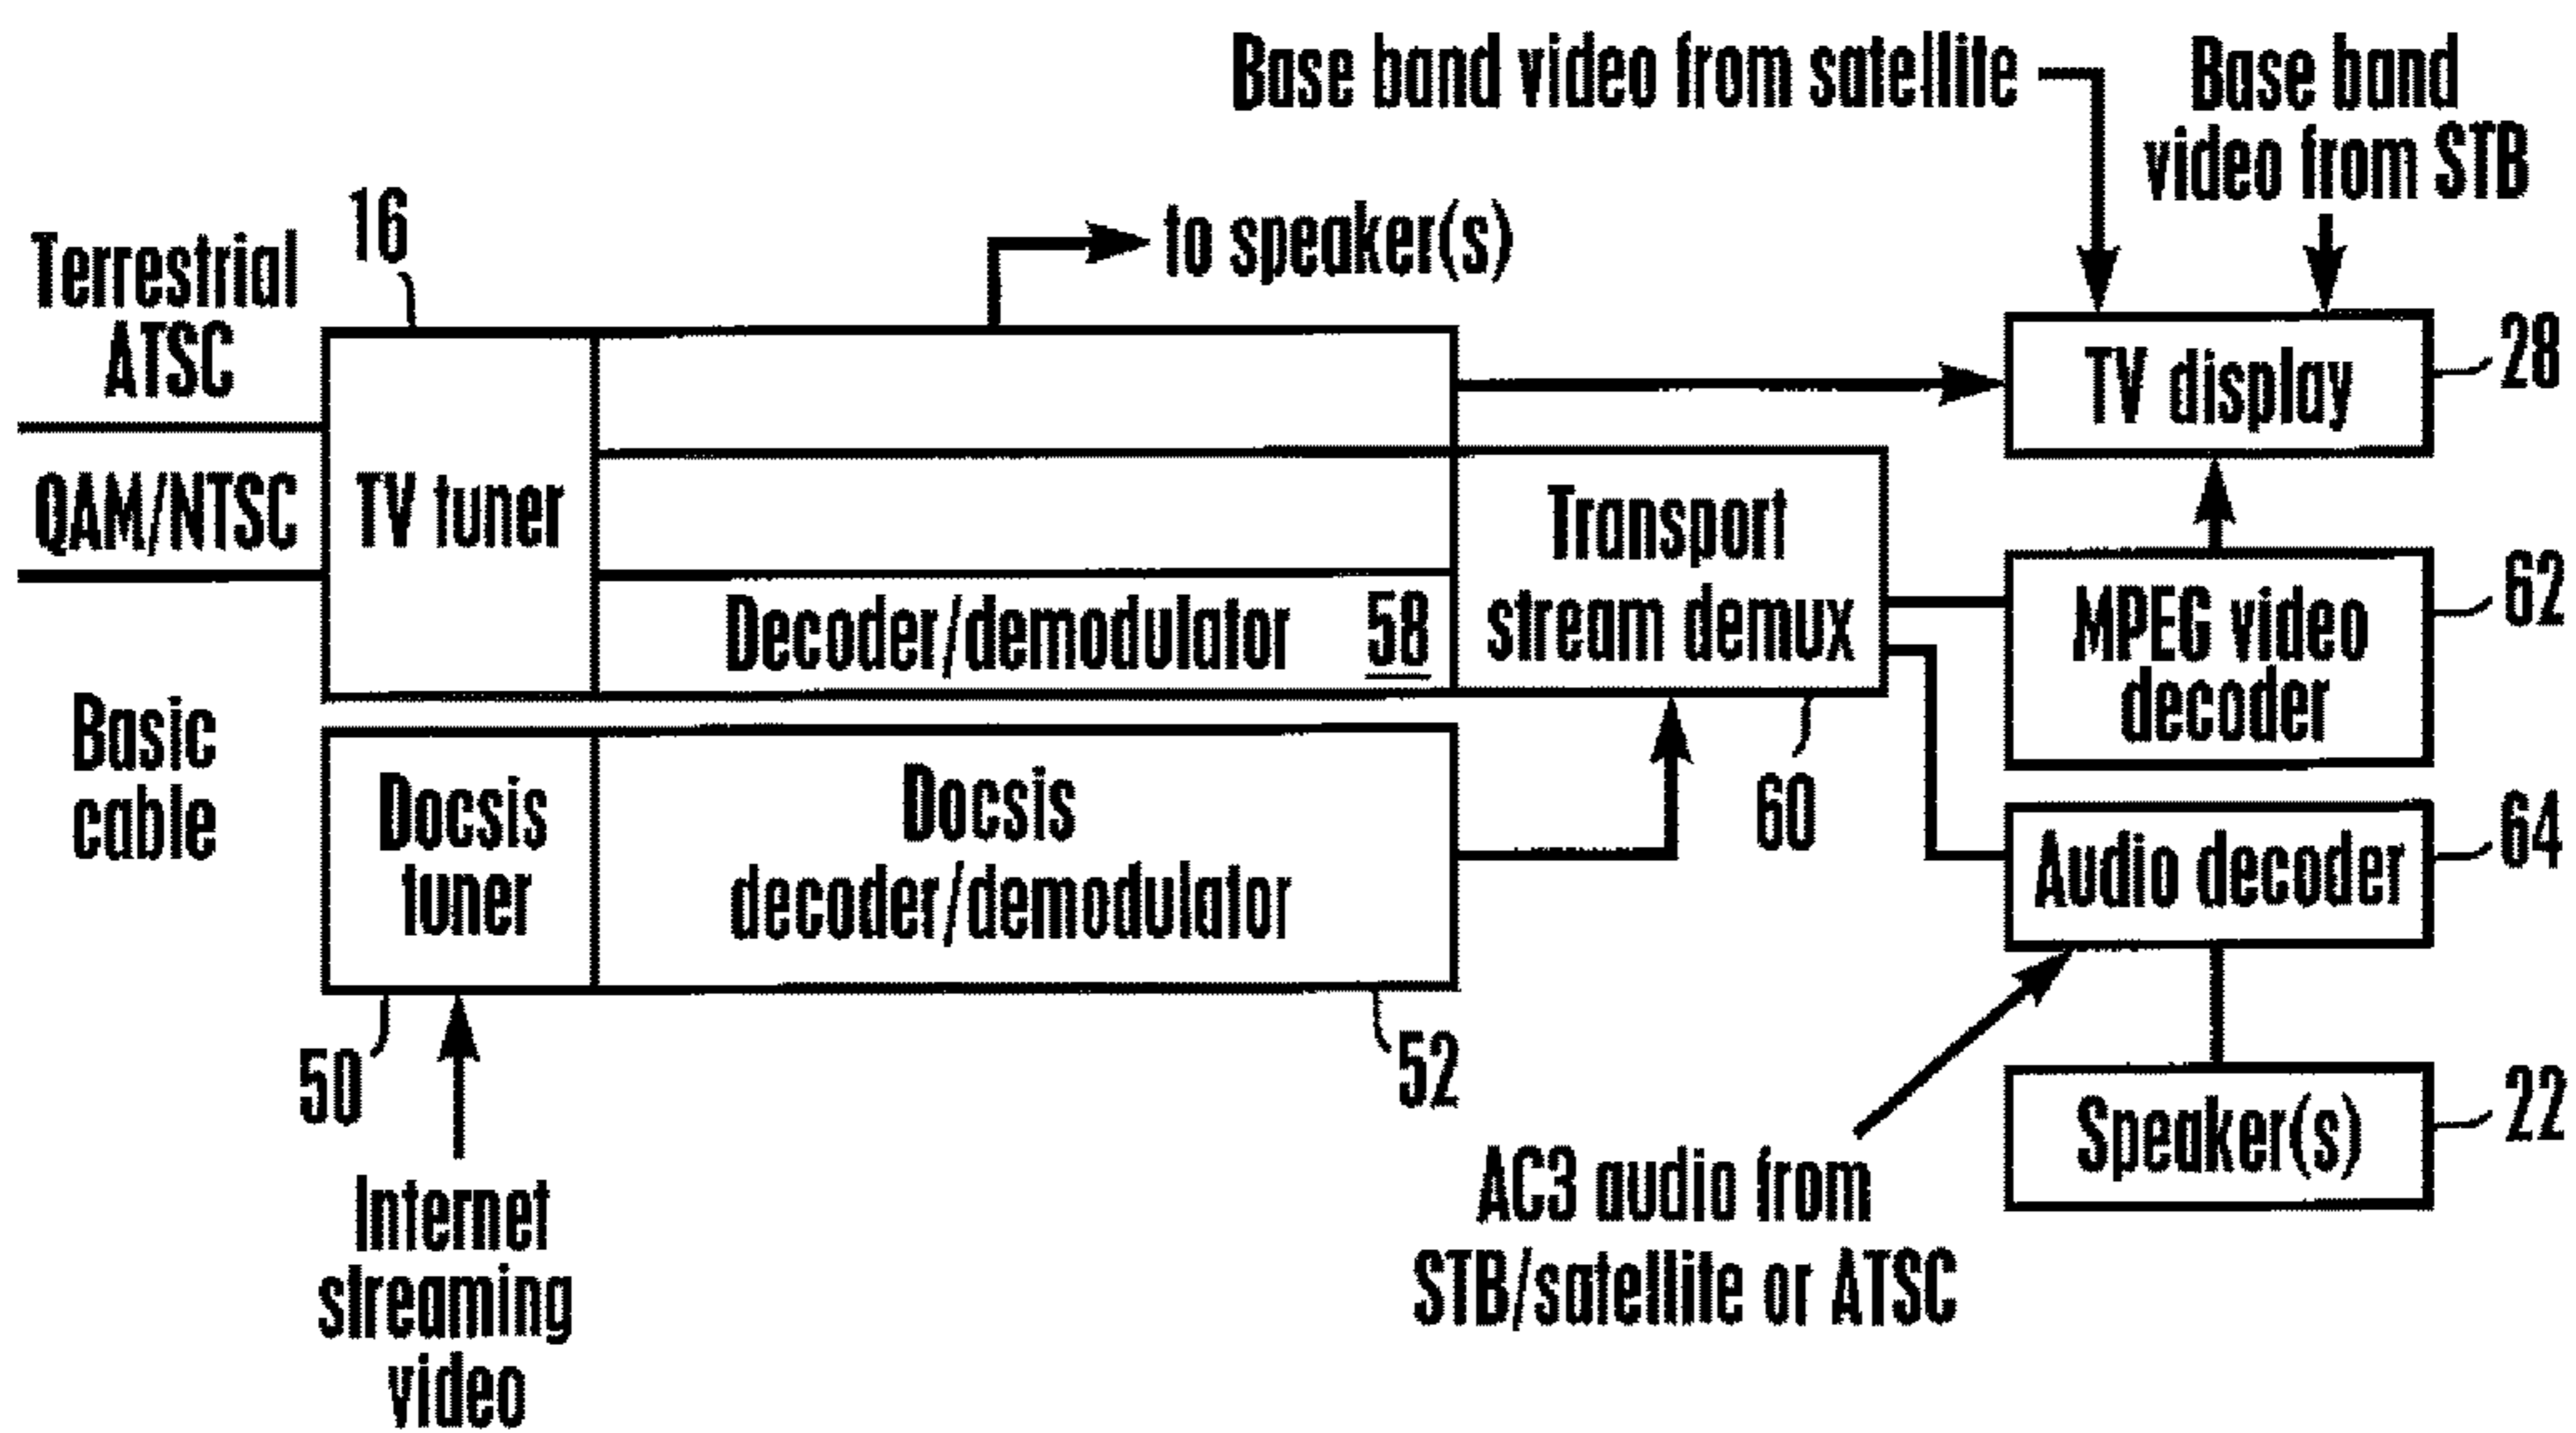 Base band video from satellite
Base band
video from STB
16
to speaker(s)
Terrestrial
ATSC
28
TV display
QAM/NTSC
TV tuner
Transport
stream demux
62
MPEG video
decoder
Decoder/demodulator 58
Basic
cable
Docsis
tuner
Docsis
decoder/demodulator
60
64
Audio decoder
50
52
22
Speaker(s)
Internet
streaming
video
AC3 audio from
STB/satellite or ATSC